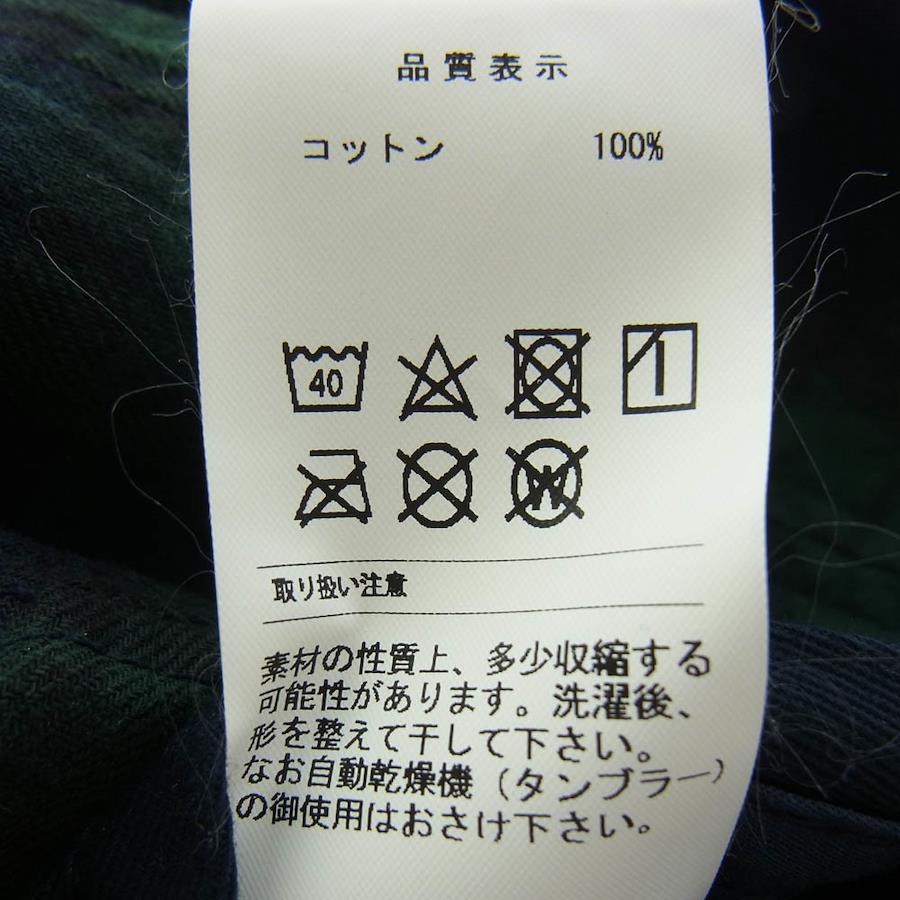 品質表示
コットン 100%
40
W
取り扱い注意
素材の性質上、多少収縮する
可能性があります。洗濯後、
形を整えて干して下さい。
なお自動乾燥機（タンブラー）
の御使用はおさけ下さい。